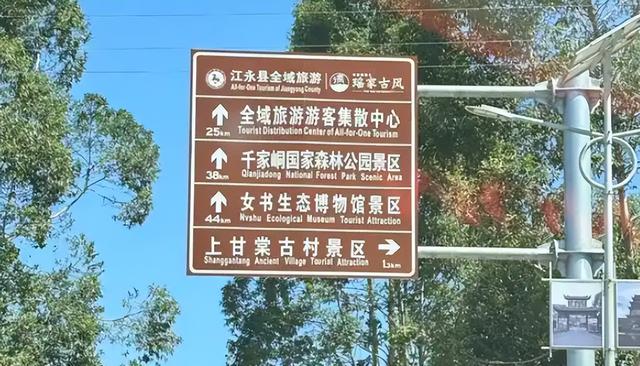 江永县全域旅游 瑶家古风
All-for-One Tourism of Jiangyong County
全域旅游游客集散中心
25km Tourist Distribution Center of All-for-One Tourism
千家峒国家森林公园景区
38km Qianjiadong National Forest Park Scenic Area
女书生态博物馆景区
44km Nvshu Ecological Museum Tourist Attraction
上甘棠古村景区
Shanggantang Ancient Village Tourist Attraction 1.3km